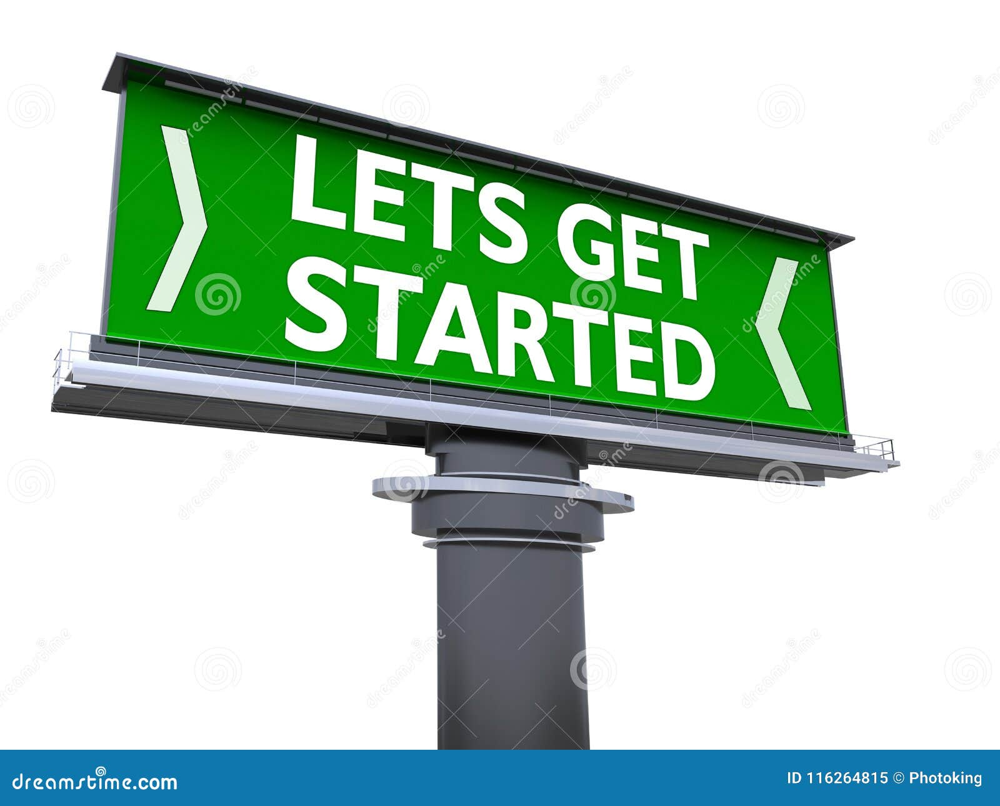 LETS GET
STARTED
dreamstime.com
ID 116264815 © Photoking